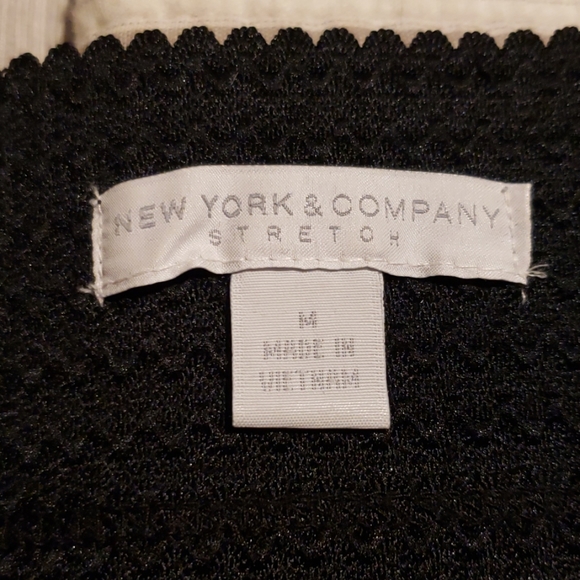 NEW YORK & COMPANY
STRETCH
M
MADE IN
VIETNAM